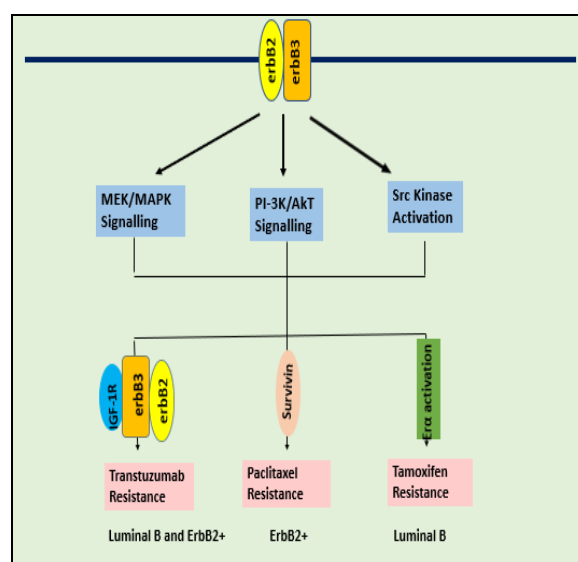 erbB2
erbB3
MEK/MAPK
Signalling
PI-3K/AkT
Signalling
Src Kinase
Activation
IGF-1R
erbB3
erbB2
Survivin
Erα activation
Transtuzumab
Resistance
Paclitaxel
Resistance
Tamoxifen
Resistance
Luminal B and ErbB2+
ErbB2+
Luminal B